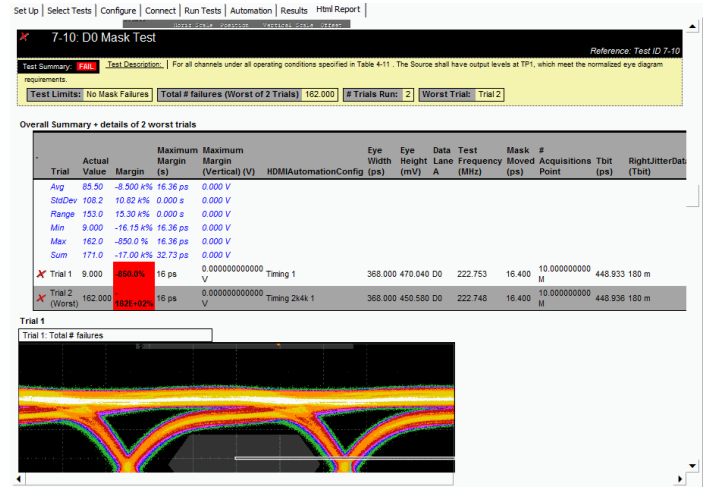 Set Up Select Tests Configure Connect Run Tests Automation Results Html Report
Horiz Scale Position Vertical Scale Offset
7-10: D0 Mask Test
Reference: Test ID 7-10
Test Summary: FAIL Test Description: For all channels under all operating conditions specified in Table 4-11 . The Source shall have output levels at TP1, which meet the normalized eye diagram
requirements.
Test Limits: No Mask Failures Total # failures (Worst of 2 Trials) 162.000 # Trials Run: 2 Worst Trial: Trial 2
Overall Summary + details of 2 worst trials
Trial Actual Value Margin Maximum Margin (s) Maximum Margin (Vertical) (V) HDMIAutomationConfig Eye Width (ps) Eye Height (mV) Data Lane A Test Frequency (MHz) Mask Moved (ps) # Acquisitions Point Tbit (ps) RightJitterData (Tbit)
Avg 85.50 -8.500 k% 16.36 ps 0.000 V
StdDev 108.2 10.82 k% 0.000 s 0.000 V
Range 153.0 15.30 k% 0.000 s 0.000 V
Min 9.000 -16.15 k% 16.36 ps 0.000 V
Max 162.0 -850.0 % 16.36 ps 0.000 V
Sum 171.0 -17.00 k% 32.73 ps 0.000 V
Trial 1 9.000 -850.0% 16 ps 0.000000000000 V Timing 1 368.000 470.040 D0 222.753 16.400 10.000000000 M 448.933 180 m
Trial 2 (Worst) 162.000 -1625+02% 16 ps 0.000000000000 V Timing 2k4k 1 368.000 450.580 D0 222.748 16.400 10.000000000 M 448.936 180 m
Trial 1
Trial 1: Total # failures